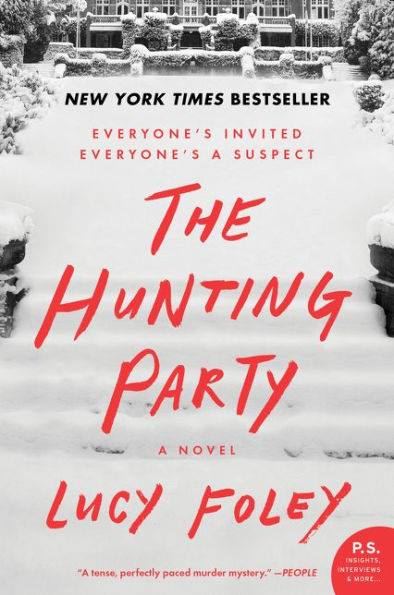 NEW YORK TIMES BESTSELLER
EVERYONE'S INVITED
EVERYONE'S A SUSPECT
THE
HUNTING
PARTY
A NOVEL
LUCY FOLEY
P.S.
INSIGHTS,
INTERVIEWS
& MORE...
"A tense, perfectly paced murder mystery." —PEOPLE